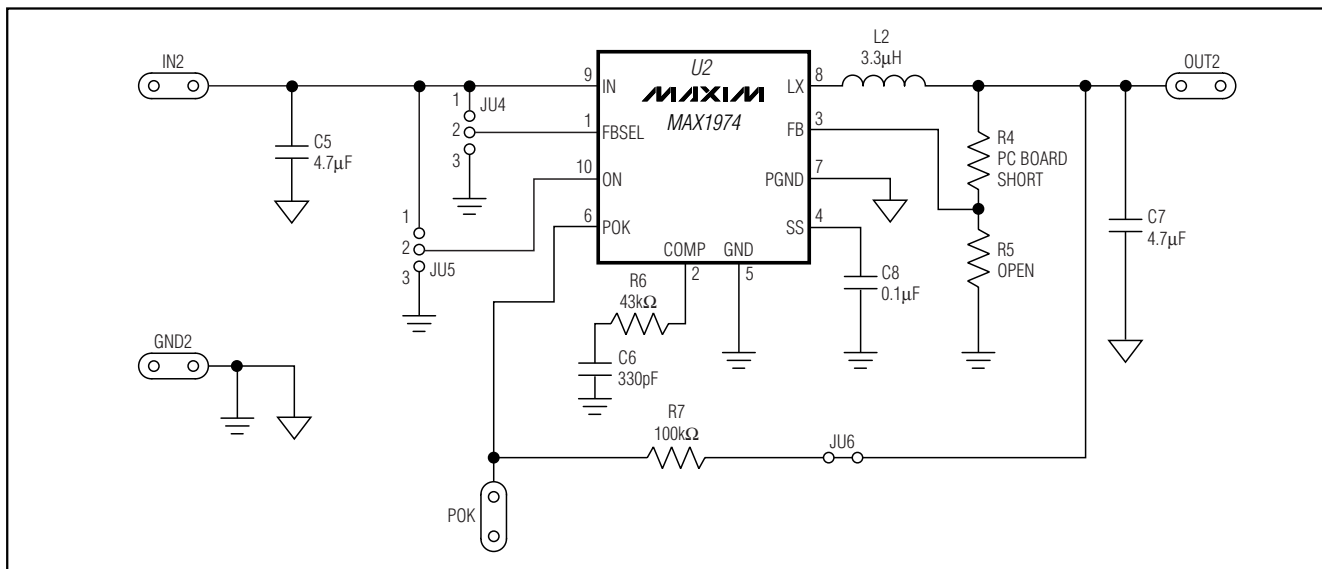 IN2
C5
4.7µF
1
2
3
JU4
1
2
3
JU5
GND2
9
IN
1
FBSEL
10
ON
6
POK
U2
MAXIM
MAX1974
COMP
2
GND
5
LX
8
FB
3
PGND
7
SS
4
L2
3.3µH
OUT2
R4
PC BOARD
SHORT
R5
OPEN
C7
4.7µF
C8
0.1µF
R6
43kΩ
C6
330pF
R7
100kΩ
JU6
POK